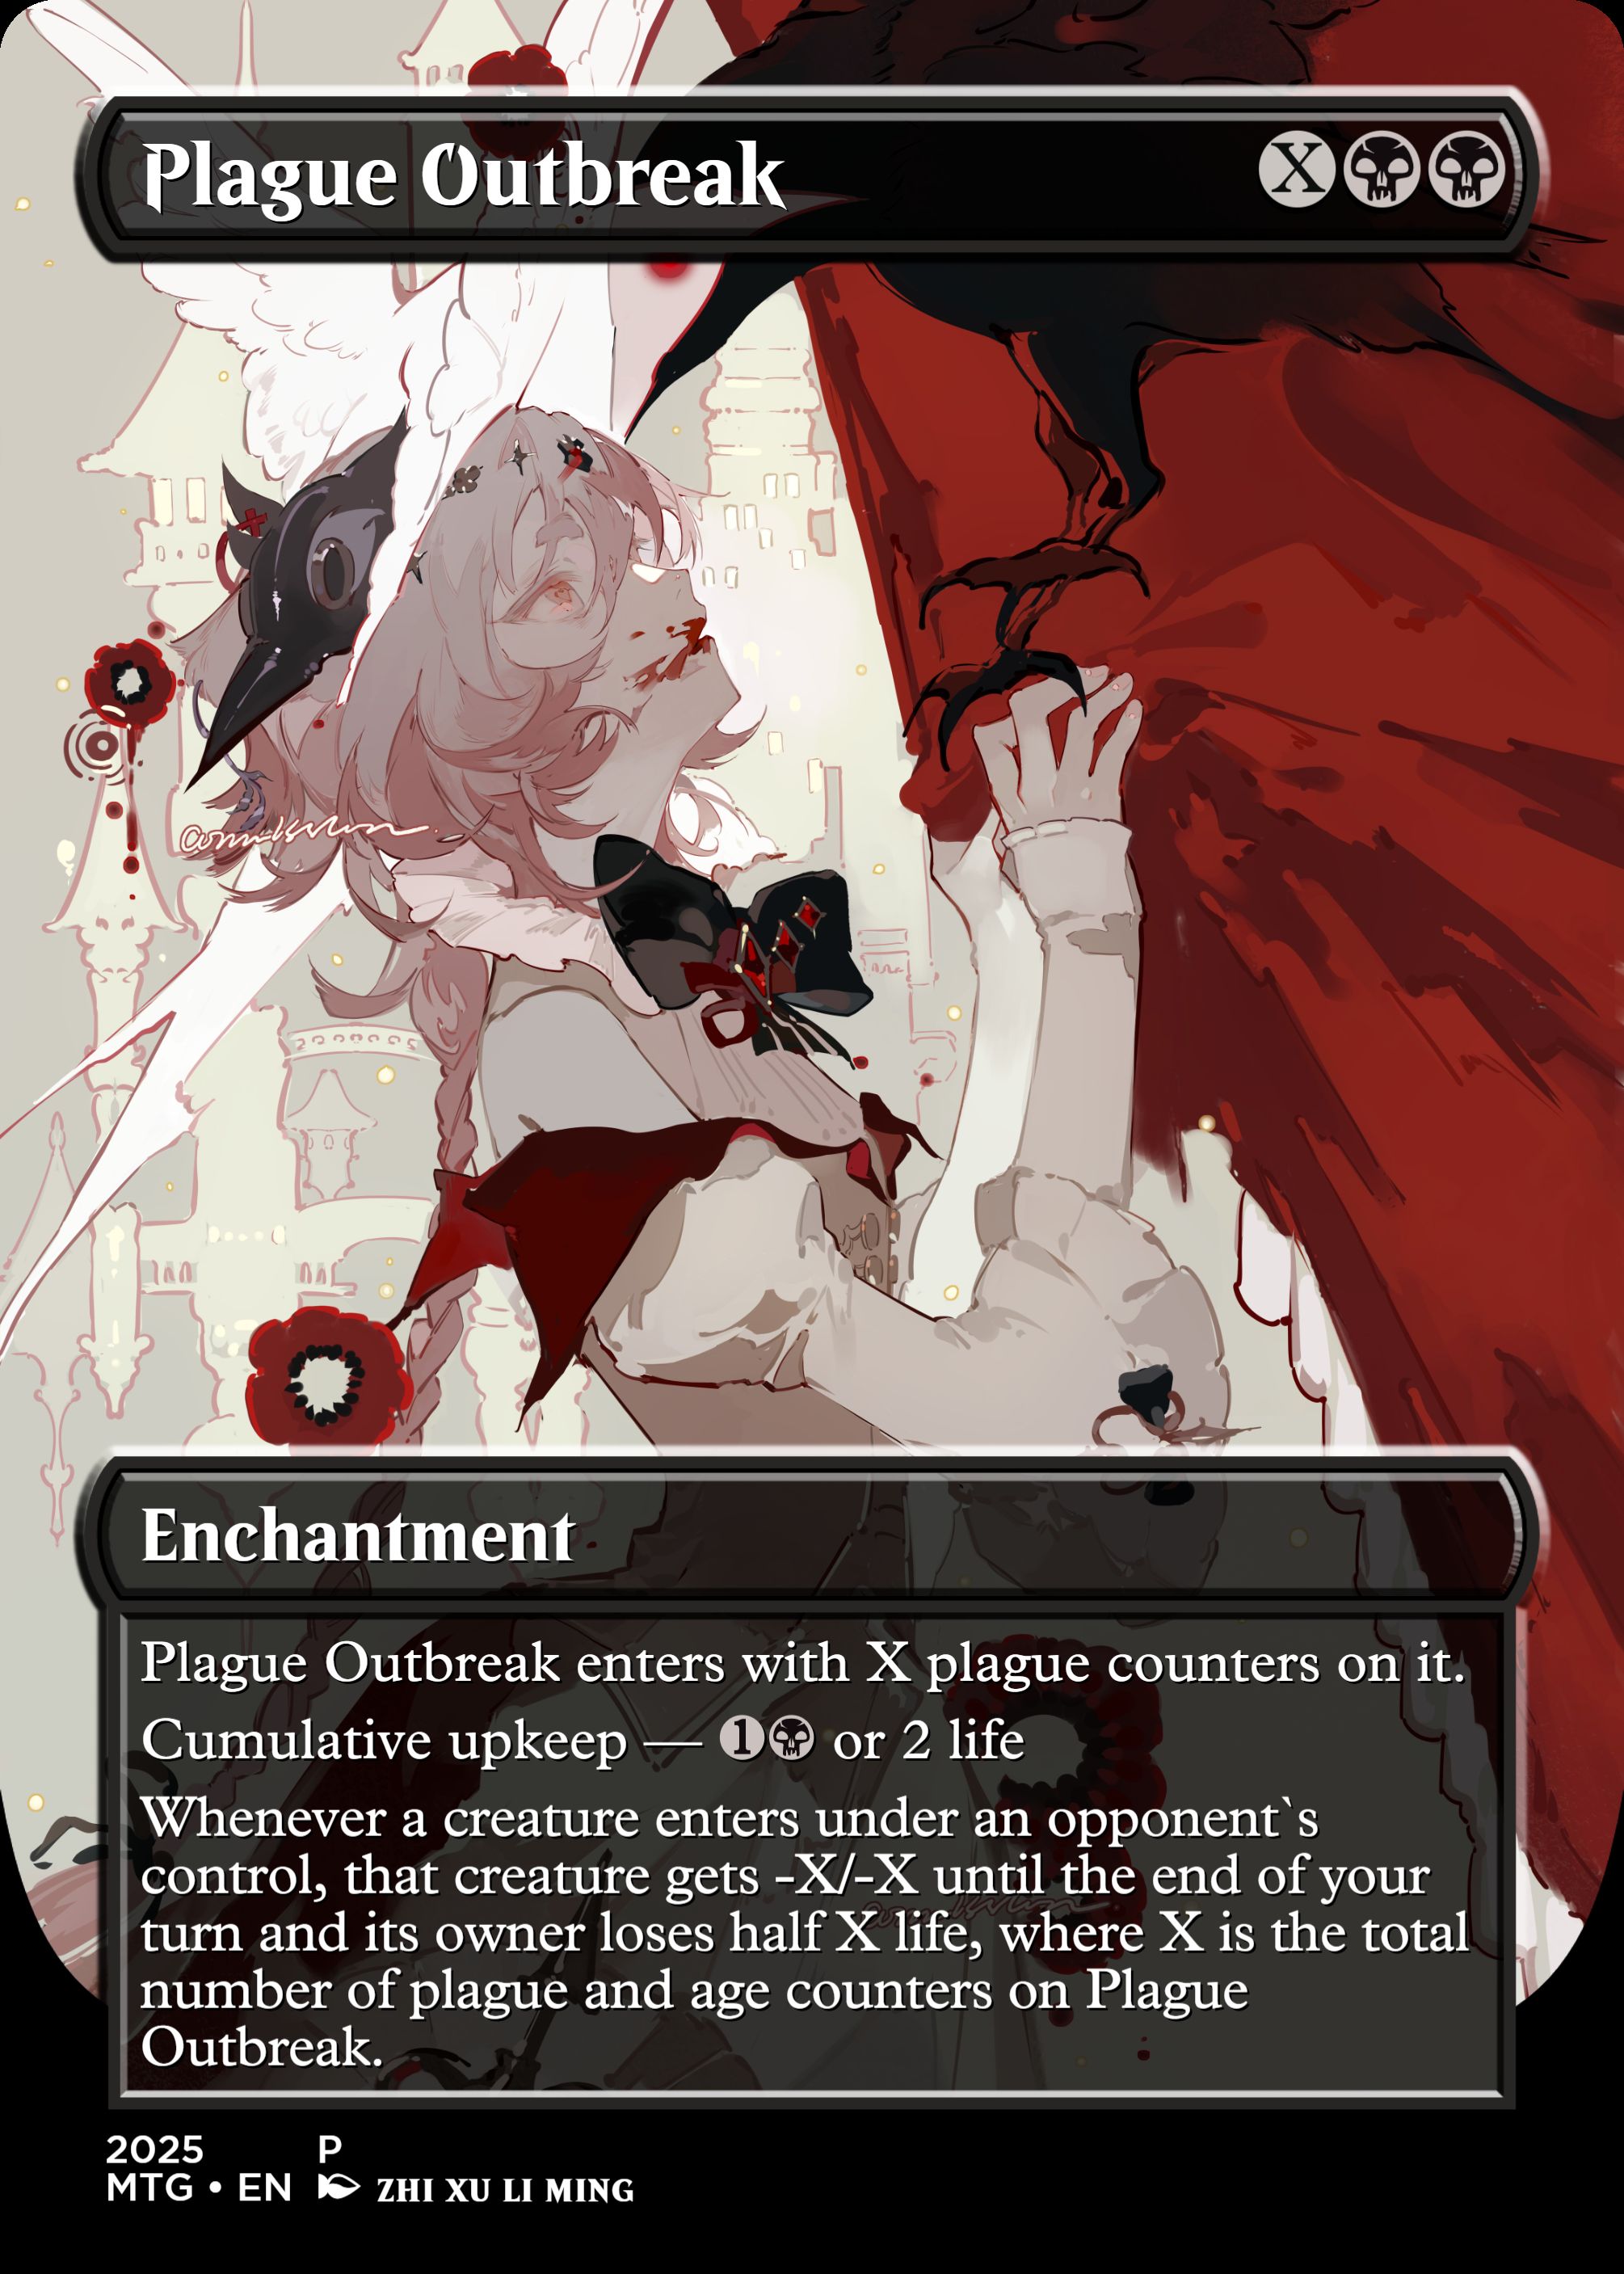 Plague Outbreak X
Enchantment
Plague Outbreak enters with X plague counters on it.
Cumulative upkeep — 1 or 2 life
Whenever a creature enters under an opponent`s
control, that creature gets -X/-X until the end of your
turn and its owner loses half X life, where X is the total
number of plague and age counters on Plague
Outbreak.
2025 P
MTG • EN ZHI XU LI MING